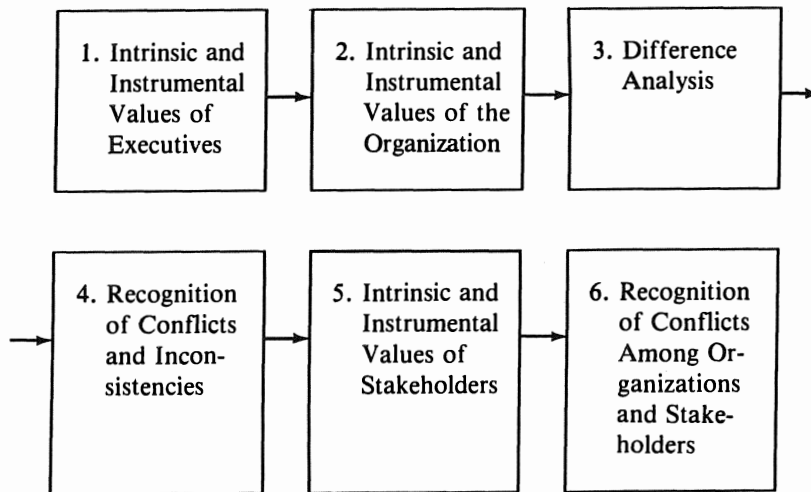 1. Intrinsic and
Instrumental
Values of
Executives
2. Intrinsic and
Instrumental
Values of the
Organization
3. Difference
Analysis
4. Recognition
of Conflicts
and Incon-
sistencies
5. Intrinsic and
Instrumental
Values of
Stakeholders
6. Recognition
of Conflicts
Among Or-
ganizations
and Stake-
holders